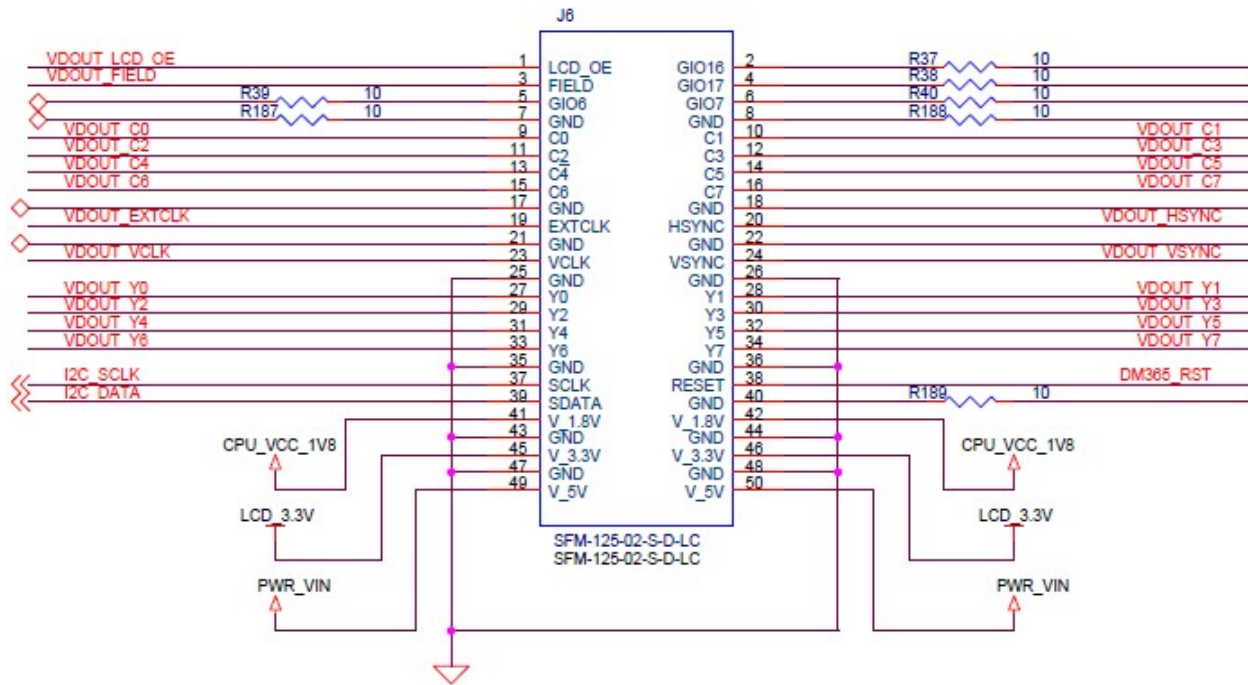 J6
VDOUT_LCD_OE 1 LCD_OE GIO16 2 R37 10
VDOUT_FIELD 3 FIELD GIO17 4 R38 10
R39 10 5 GIO6 GIO7 6 R40 10
R187 10 7 GND GND 8 R188 10
VDOUT_C0 9 C0 C1 10 VDOUT_C1
VDOUT_C2 11 C2 C3 12 VDOUT_C3
VDOUT_C4 13 C4 C5 14 VDOUT_C5
VDOUT_C6 15 C6 C7 16 VDOUT_C7
17 GND GND 18
VDOUT_EXTCLK 19 EXTCLK HSYNC 20 VDOUT_HSYNC
21 GND GND 22
VDOUT_VCLK 23 VCLK VSYNC 24 VDOUT_VSYNC
25 GND GND 26
VDOUT_Y0 27 Y0 Y1 28 VDOUT_Y1
VDOUT_Y2 29 Y2 Y3 30 VDOUT_Y3
VDOUT_Y4 31 Y4 Y5 32 VDOUT_Y5
VDOUT_Y6 33 Y6 Y7 34 VDOUT_Y7
35 GND GND 36
I2C_SCLK 37 SCLK RESET 38 DM365_RST
I2C_DATA 39 SDATA GND 40 R189 10
41 V_1.8V V_1.8V 42
43 GND GND 44
CPU_VCC_1V8 45 V_3.3V V_3.3V 46 CPU_VCC_1V8
47 GND GND 48
49 V_5V V_5V 50
LCD_3.3V LCD_3.3V
SFM-125-02-S-D-LC
SFM-125-02-S-D-LC
PWR_VIN PWR_VIN